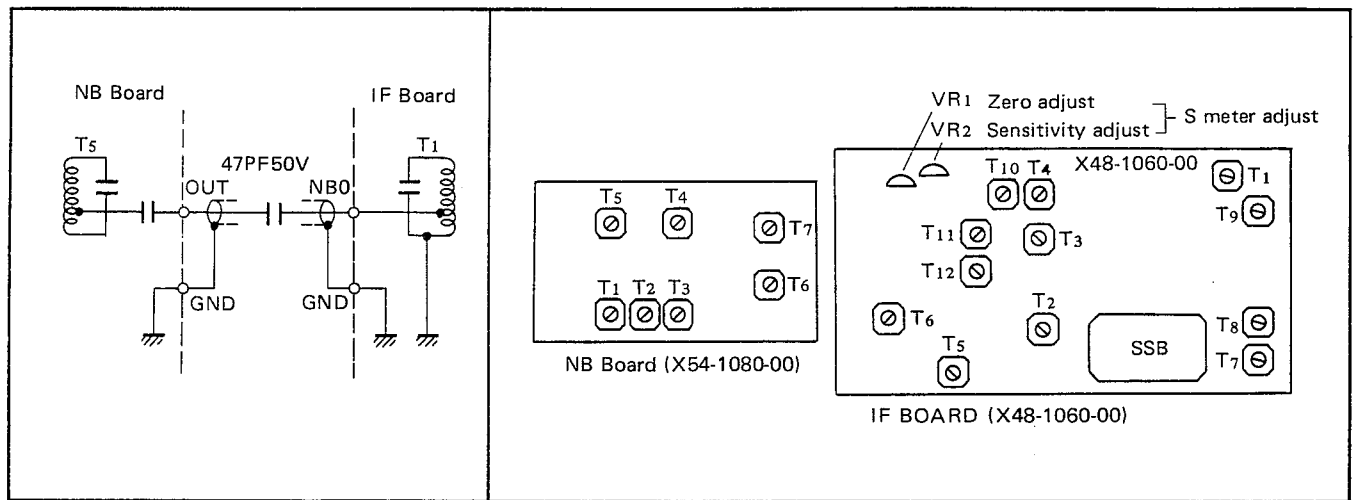 NB Board
IF Board
T5
T1
47PF50V
OUT
NBO
GND
GND
VR1 Zero adjust
VR2 Sensitivity adjust
S meter adjust
T5
T4
T7
T6
T1
T2
T3
NB Board (X54-1080-00)
X48-1060-00
T10
T4
T1
T9
T11
T3
T12
T6
T2
T8
T5
SSB
T7
IF BOARD (X48-1060-00)